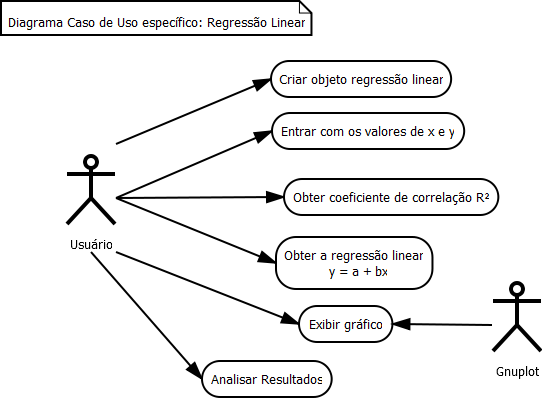 Diagrama Caso de Uso específico: Regressão Linear
Criar objeto regressão linear
Entrar com os valores de x e y
Obter coeficiente de correlação R²
Usuário
Obter a regressão linear
y = a + bx
Exibir gráfico
Gnuplot
Analisar Resultados